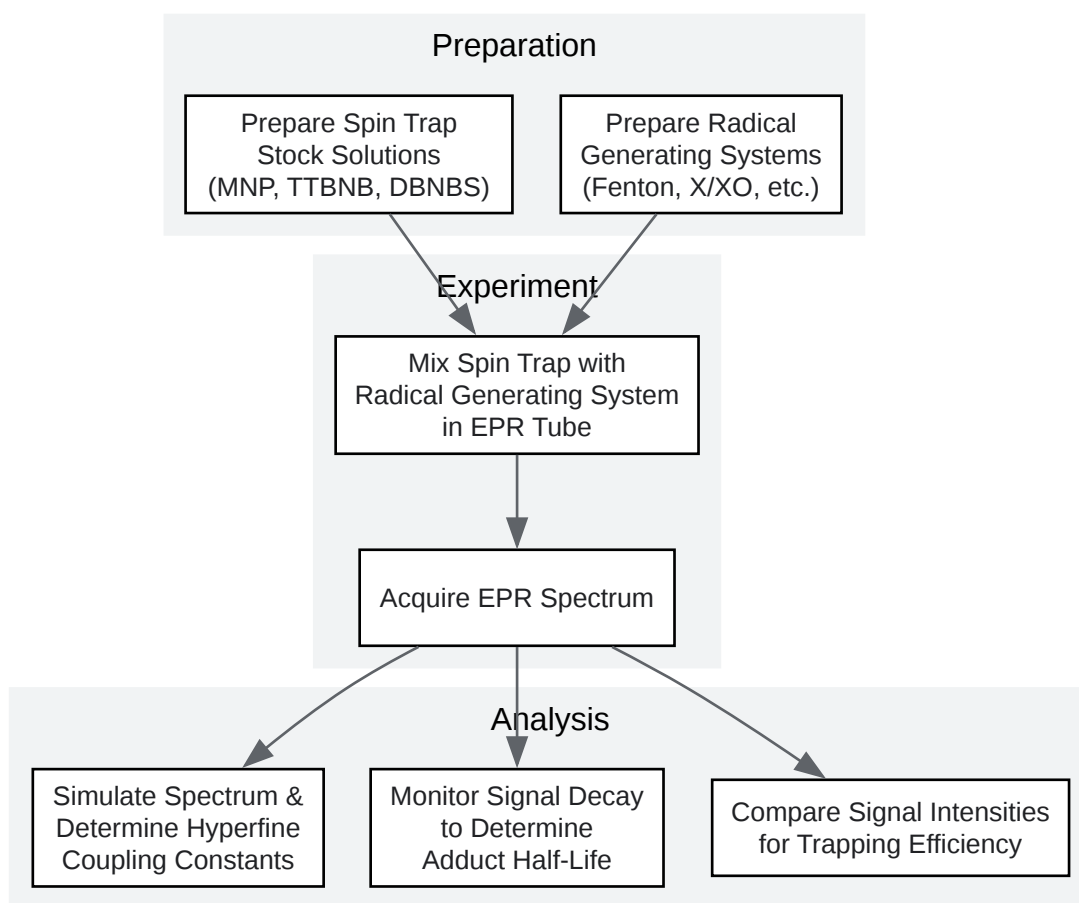 Preparation
Prepare Spin Trap
Stock Solutions
(MNP, TTBNB, DBNBS)
Prepare Radical
Generating Systems
(Fenton, X/XO, etc.)
Experiment
Mix Spin Trap with
Radical Generating System
in EPR Tube
Acquire EPR Spectrum
Analysis
Simulate Spectrum &
Determine Hyperfine
Coupling Constants
Monitor Signal Decay
to Determine
Adduct Half-Life
Compare Signal Intensities
for Trapping Efficiency